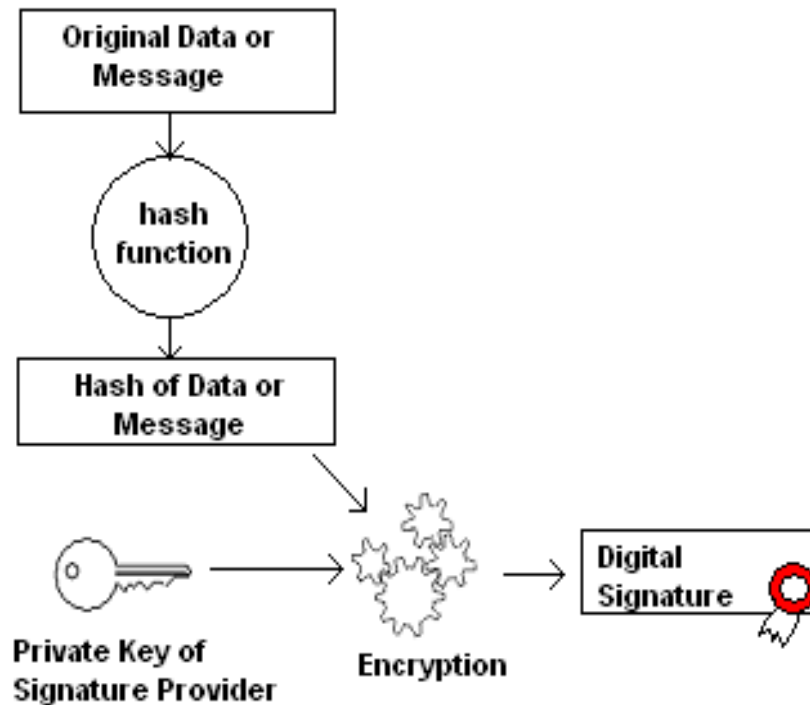 Original Data or
Message
hash
function
Hash of Data or
Message
Private Key of
Signature Provider
Encryption
Digital
Signature